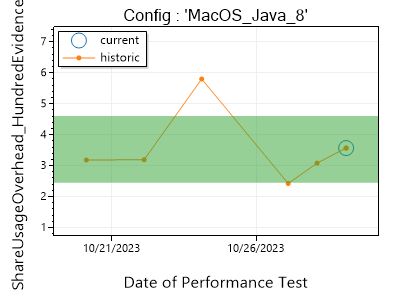 Config : 'MacOS_Java_8'
ShareUsageOverhead_HundredEvidence
current
historic
7
6
5
4
3
2
1
10/21/2023 10/26/2023
Date of Performance Test